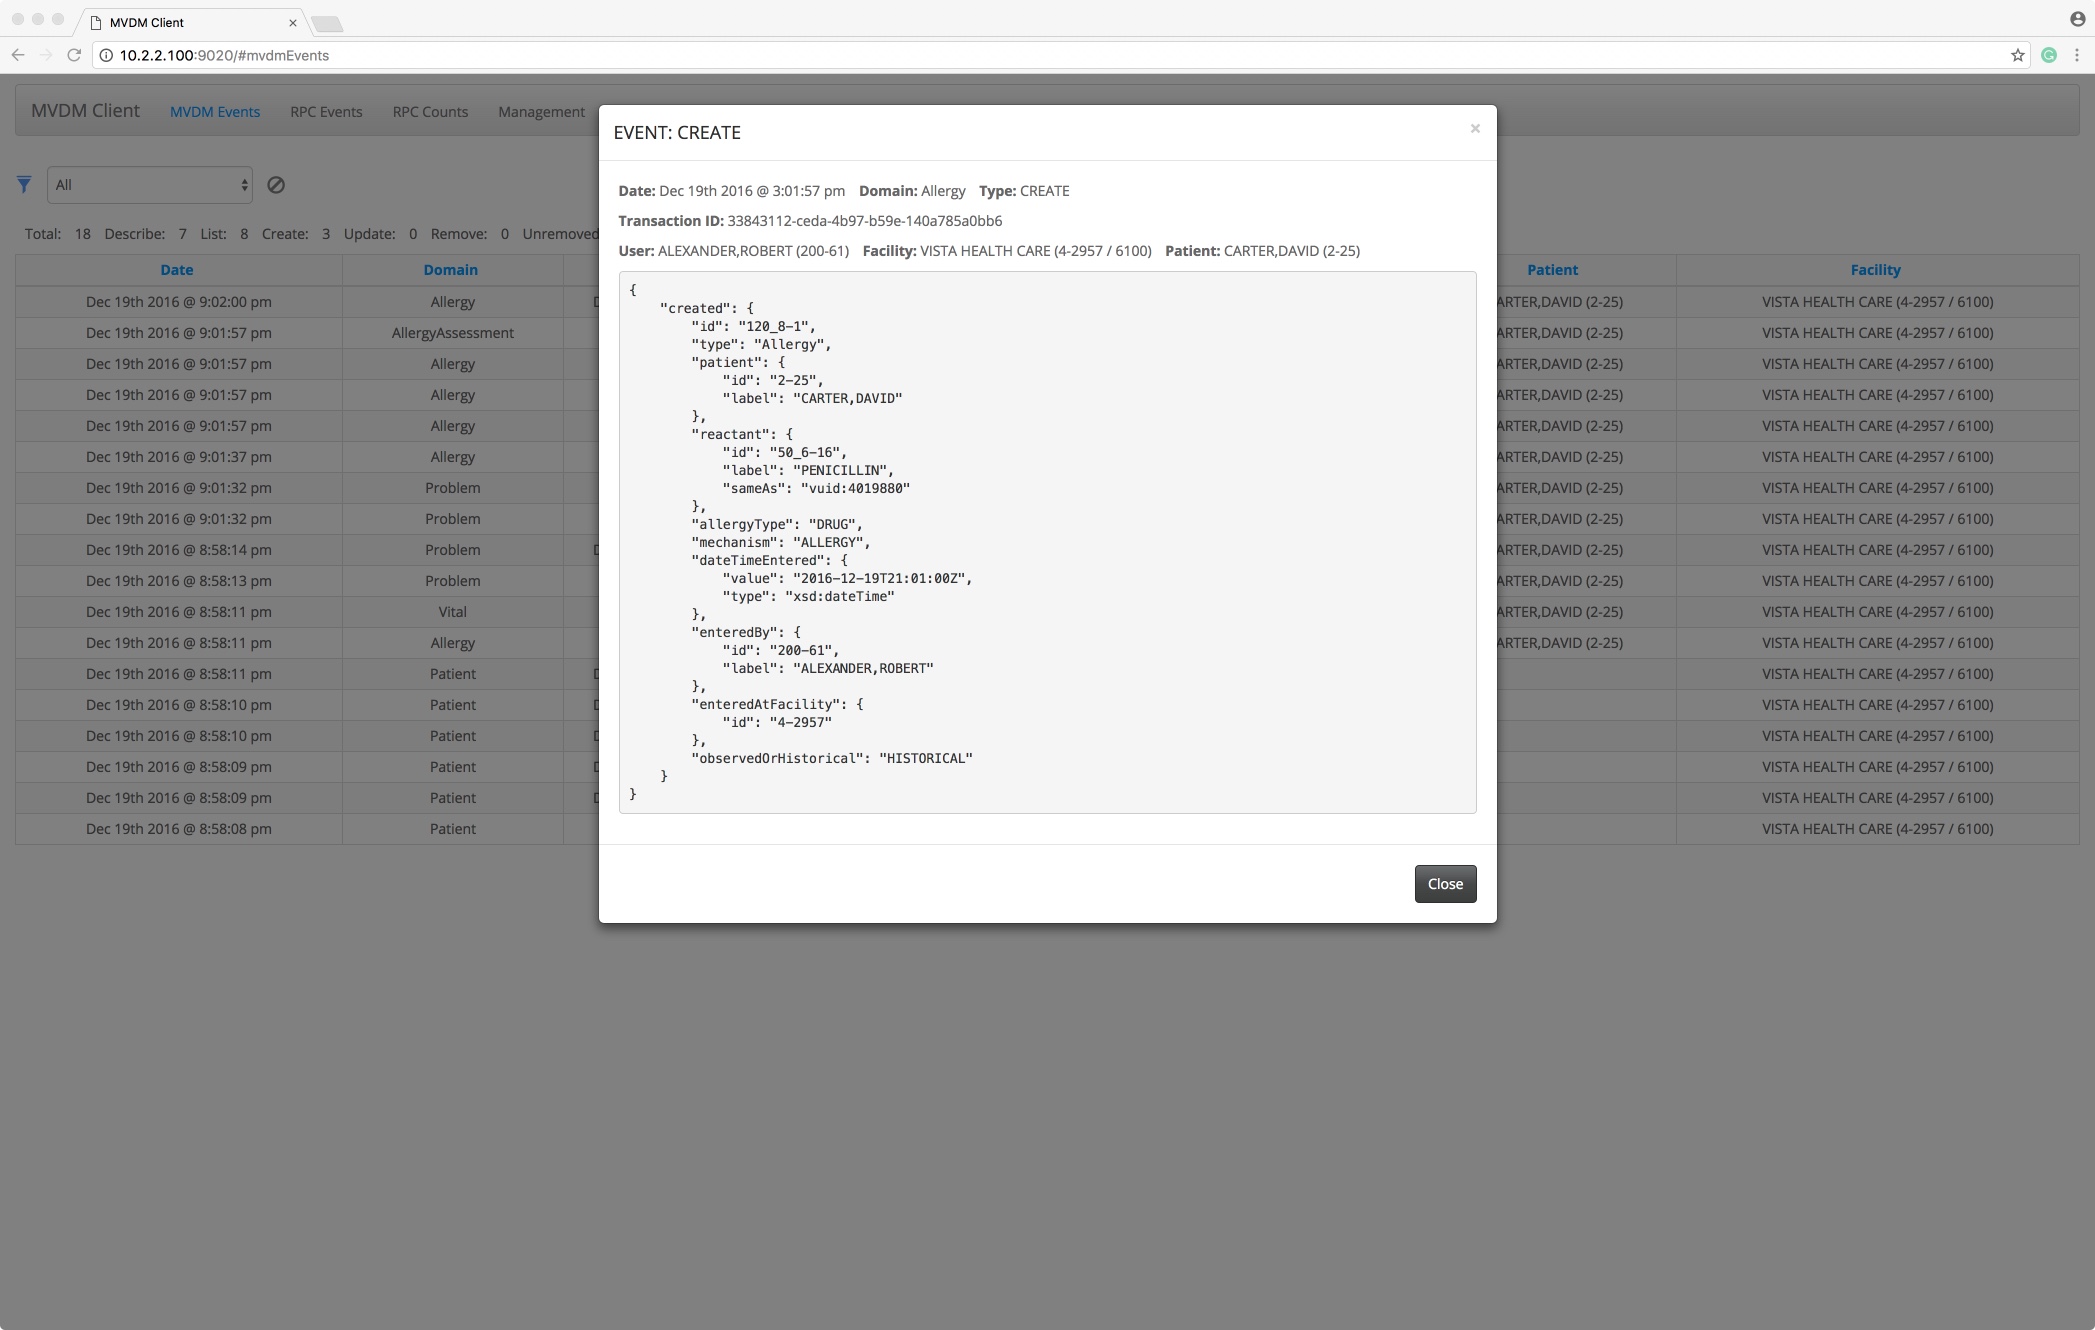 MVDM Client
10.2.2.100:9020/#mvdmEvents
MVDM Client MVDM Events RPC Events RPC Counts Management
All
Total: 18 Describe: 7 List: 8 Create: 3 Update: 0 Remove: 0 Unremoved
Date Domain Patient Facility
Dec 19th 2016 @ 9:02:00 pm Allergy ARTER,DAVID (2-25) VISTA HEALTH CARE (4-2957 / 6100)
Dec 19th 2016 @ 9:01:57 pm AllergyAssessment ARTER,DAVID (2-25) VISTA HEALTH CARE (4-2957 / 6100)
Dec 19th 2016 @ 9:01:57 pm Allergy ARTER,DAVID (2-25) VISTA HEALTH CARE (4-2957 / 6100)
Dec 19th 2016 @ 9:01:57 pm Allergy ARTER,DAVID (2-25) VISTA HEALTH CARE (4-2957 / 6100)
Dec 19th 2016 @ 9:01:57 pm Allergy ARTER,DAVID (2-25) VISTA HEALTH CARE (4-2957 / 6100)
Dec 19th 2016 @ 9:01:37 pm Allergy ARTER,DAVID (2-25) VISTA HEALTH CARE (4-2957 / 6100)
Dec 19th 2016 @ 9:01:32 pm Problem ARTER,DAVID (2-25) VISTA HEALTH CARE (4-2957 / 6100)
Dec 19th 2016 @ 9:01:32 pm Problem ARTER,DAVID (2-25) VISTA HEALTH CARE (4-2957 / 6100)
Dec 19th 2016 @ 8:58:14 pm Problem ARTER,DAVID (2-25) VISTA HEALTH CARE (4-2957 / 6100)
Dec 19th 2016 @ 8:58:13 pm Problem ARTER,DAVID (2-25) VISTA HEALTH CARE (4-2957 / 6100)
Dec 19th 2016 @ 8:58:11 pm Vital ARTER,DAVID (2-25) VISTA HEALTH CARE (4-2957 / 6100)
Dec 19th 2016 @ 8:58:11 pm Allergy ARTER,DAVID (2-25) VISTA HEALTH CARE (4-2957 / 6100)
Dec 19th 2016 @ 8:58:11 pm Patient VISTA HEALTH CARE (4-2957 / 6100)
Dec 19th 2016 @ 8:58:10 pm Patient VISTA HEALTH CARE (4-2957 / 6100)
Dec 19th 2016 @ 8:58:10 pm Patient VISTA HEALTH CARE (4-2957 / 6100)
Dec 19th 2016 @ 8:58:09 pm Patient VISTA HEALTH CARE (4-2957 / 6100)
Dec 19th 2016 @ 8:58:09 pm Patient VISTA HEALTH CARE (4-2957 / 6100)
Dec 19th 2016 @ 8:58:08 pm Patient VISTA HEALTH CARE (4-2957 / 6100)
EVENT: CREATE ×
Date: Dec 19th 2016 @ 3:01:57 pm Domain: Allergy Type: CREATE
Transaction ID: 33843112-ceda-4b97-b59e-140a785a0bb6
User: ALEXANDER,ROBERT (200-61) Facility: VISTA HEALTH CARE (4-2957 / 6100) Patient: CARTER,DAVID (2-25)
{
"created": {
"id": "120_8-1",
"type": "Allergy",
"patient": {
"id": "2-25",
"label": "CARTER,DAVID"
},
"reactant": {
"id": "50_6-16",
"label": "PENICILLIN",
"sameAs": "vuid:4019880"
},
"allergyType": "DRUG",
"mechanism": "ALLERGY",
"dateTimeEntered": {
"value": "2016-12-19T21:01:00Z",
"type": "xsd:dateTime"
},
"enteredBy": {
"id": "200-61",
"label": "ALEXANDER,ROBERT"
},
"enteredAtFacility": {
"id": "4-2957"
},
"observedOrHistorical": "HISTORICAL"
}
}
Close